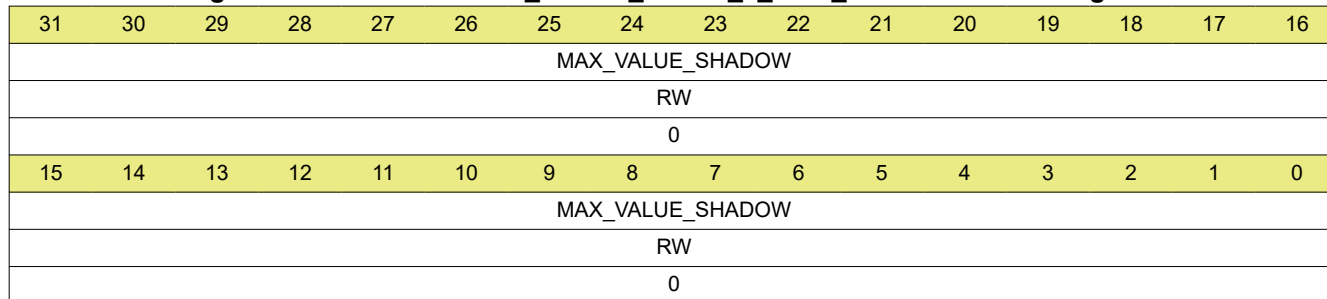 31 30 29 28 27 26 25 24 23 22 21 20 19 18 17 16
MAX_VALUE_SHADOW
RW
0
15 14 13 12 11 10 9 8 7 6 5 4 3 2 1 0
MAX_VALUE_SHADOW
RW
0